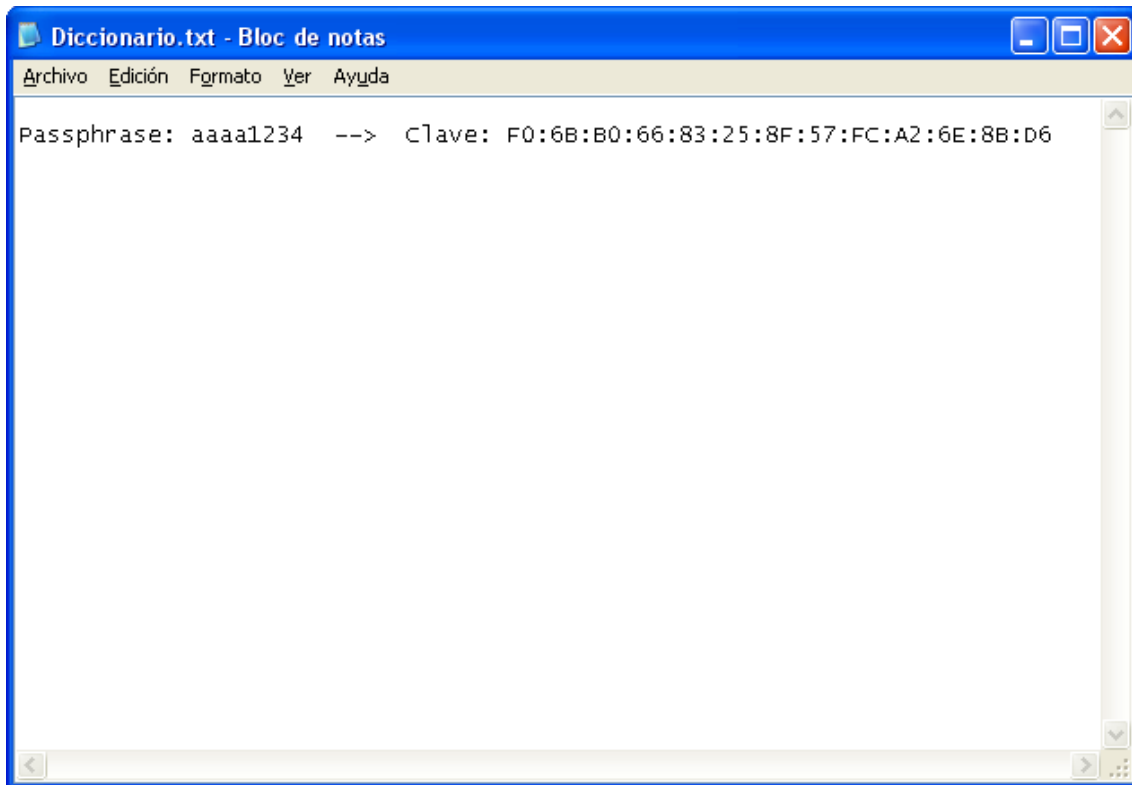 Diccionario.txt - Bloc de notas
Archivo Edición Formato Ver Ayuda
Passphrase: aaaa1234 --> Clave: F0:6B:B0:66:83:25:8F:57:FC:A2:6E:8B:D6